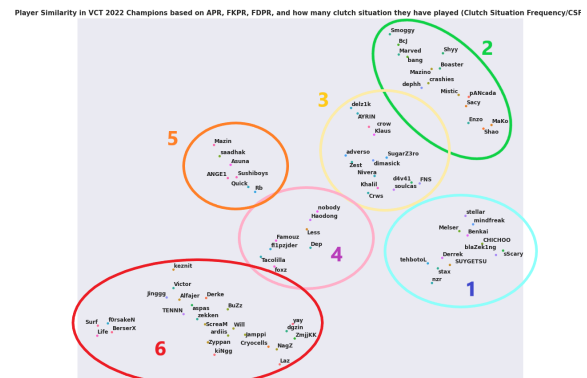 Player Similarity in VCT 2022 Champions based on APR, FKPR, FDPR, and how many clutch situation they have played (Clutch Situation Frequency/CSF
Smoggy
BcJ
Marved
bang
Shyy
2
Boaster
Mazino
crashies
dephh
Mistic
pANcada
Sacy
Enzo
MaKo
Shao
3
delz1k
AYRIN
crow
Klaus
adverso
SugarZ3ro
Zest
dimasick
Nivera
Khalil
d4v41
FNS
soulcas
Crws
5
Mazin
saadhak
Asuna
ANGE1
Sushiboys
Quick
Rb
nobody
Haodong
Less
Famouz
fl1pzjder
Dep
Tacolilla
foxz
4
stellar
mindfreak
Melser
Benkai
CHICHOO
blaZek1ng
sScary
Derrek
tehbotoL
SUYGETSU
stax
nzr
1
keznit
Victor
Jinggg
Alfajer
Derke
aspas
BuZz
TENNN
zekken
Surf
f0rsakeN
BerserX
Life
ScreaM
Will
ardiis
Jamppi
yay
dgzin
ZmjjKK
Zyppan
Cryocells
NagZ
kiNgg
Laz
6